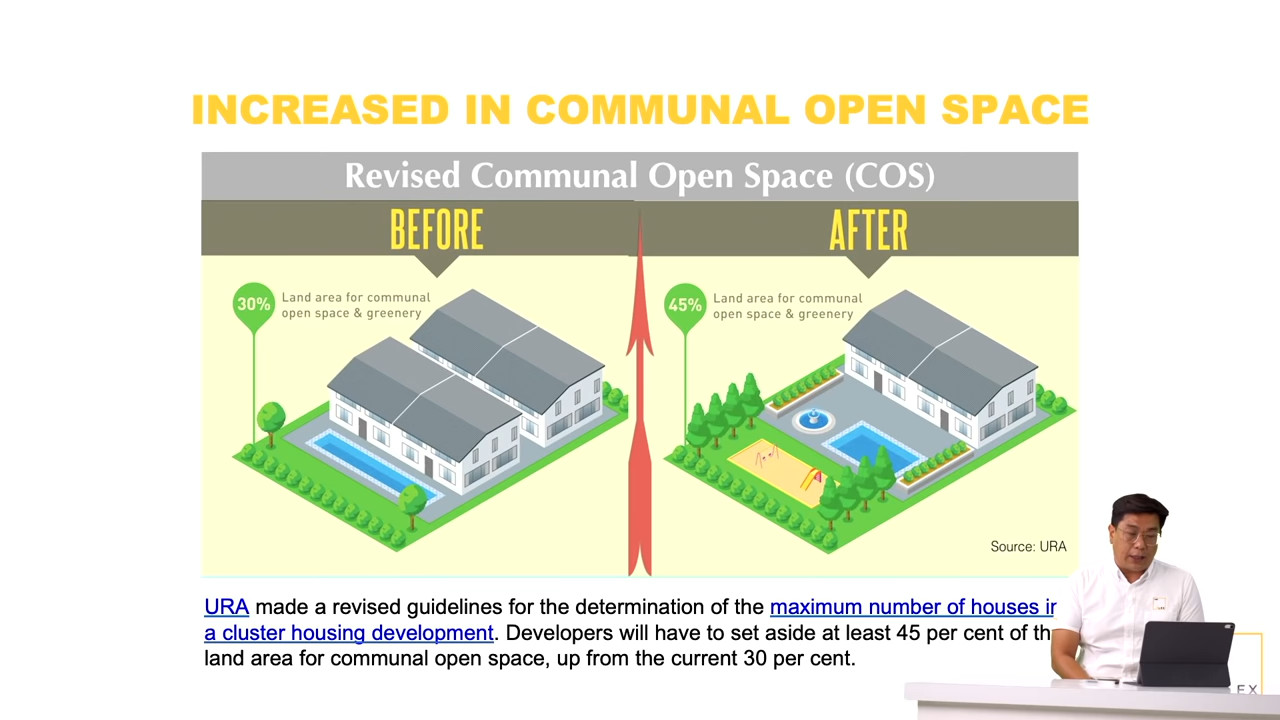 INCREASED IN COMMUNAL OPEN SPACE
Revised Communal Open Space (COS)
BEFORE
AFTER
30%
Land area for communal
open space & greenery
45%
Land area for communal
open space & greenery
Source: URA
URA made a revised guidelines for the determination of the maximum number of houses in
a cluster housing development. Developers will have to set aside at least 45 per cent of th
land area for communal open space, up from the current 30 per cent.
EX